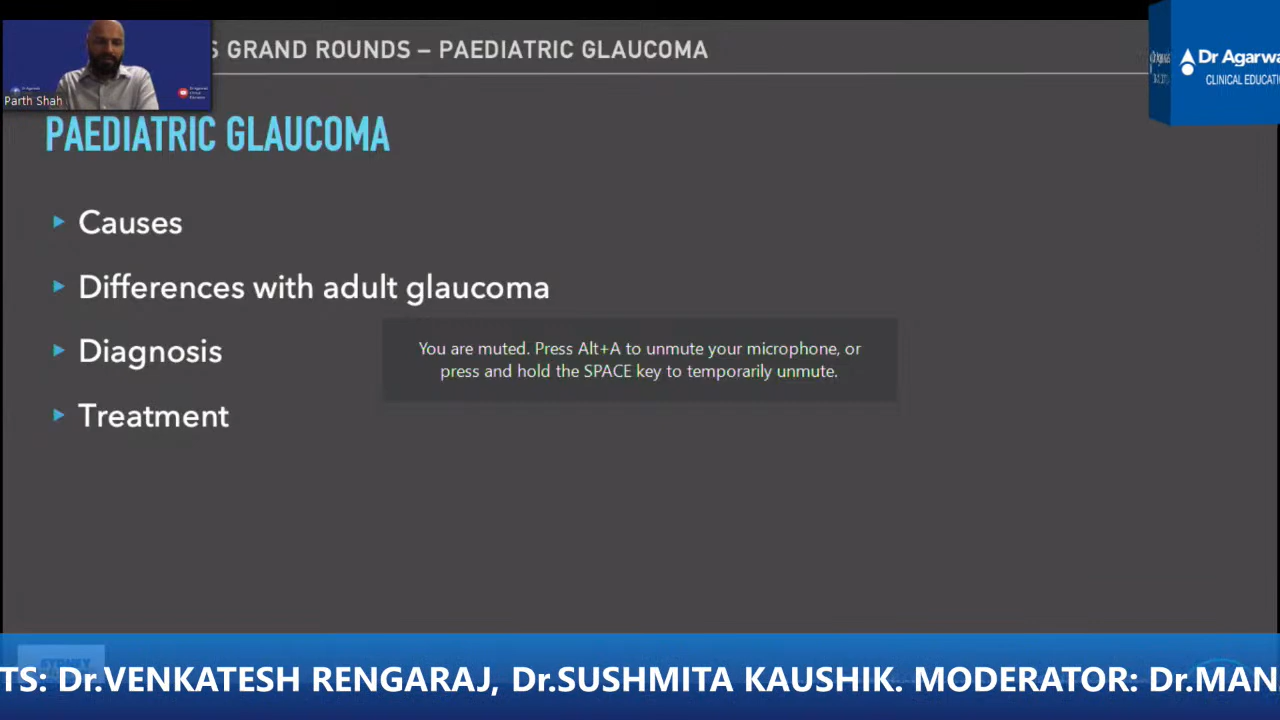 S GRAND ROUNDS – PAEDIATRIC GLAUCOMA
Parth Shah
Dr Agarwa
CLINICAL EDUCATI
PAEDIATRIC GLAUCOMA
Causes
Differences with adult glaucoma
Diagnosis
Treatment
You are muted. Press Alt+A to unmute your microphone, or
press and hold the SPACE key to temporarily unmute.
SYDNEY
TS: Dr.VENKATESH RENGARAJ, Dr.SUSHMITA KAUSHIK. MODERATOR: Dr.MAN